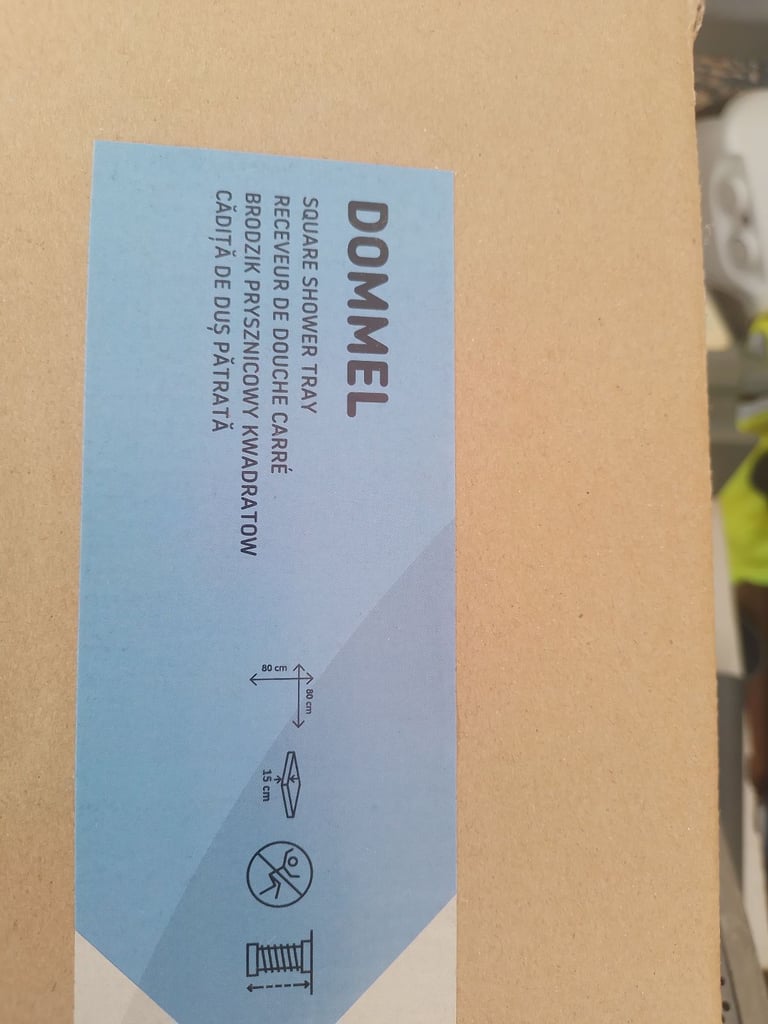 DOMMEL
SQUARE SHOWER TRAY
RECEVEUR DE DOUCHE CARRÉ
BRODZIK PRYSZNICOWY KWADRATOW
CĂDIȚĂ DE DUȘ PĂTRATĂ
80 cm
80 cm
15 cm